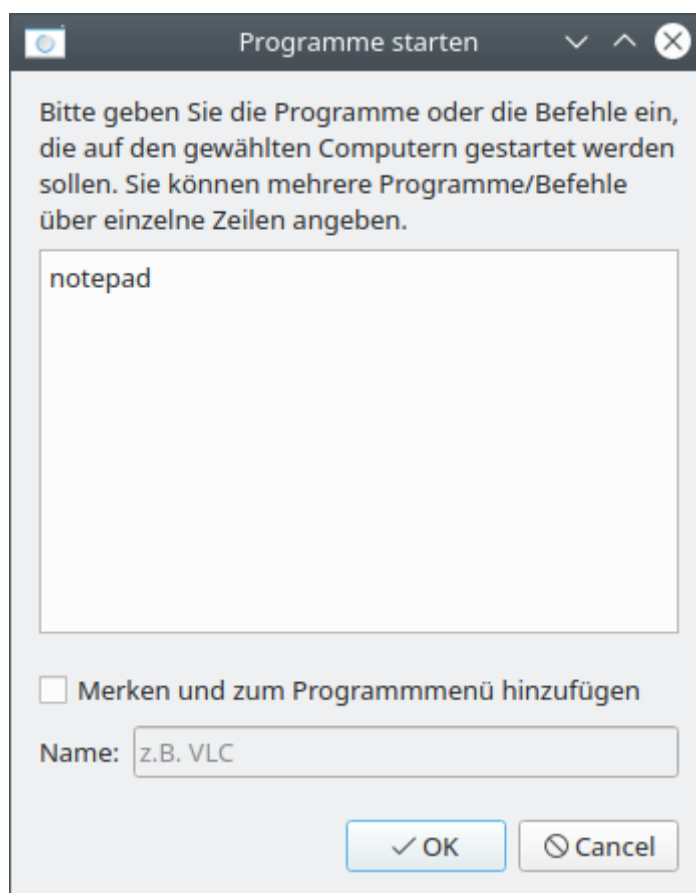 Programme starten
Bitte geben Sie die Programme oder die Befehle ein,
die auf den gewählten Computern gestartet werden
sollen. Sie können mehrere Programme/Befehle
über einzelne Zeilen angeben.
notepad
Merken und zum Programmmenü hinzufügen
Name: z.B. VLC
OK Cancel